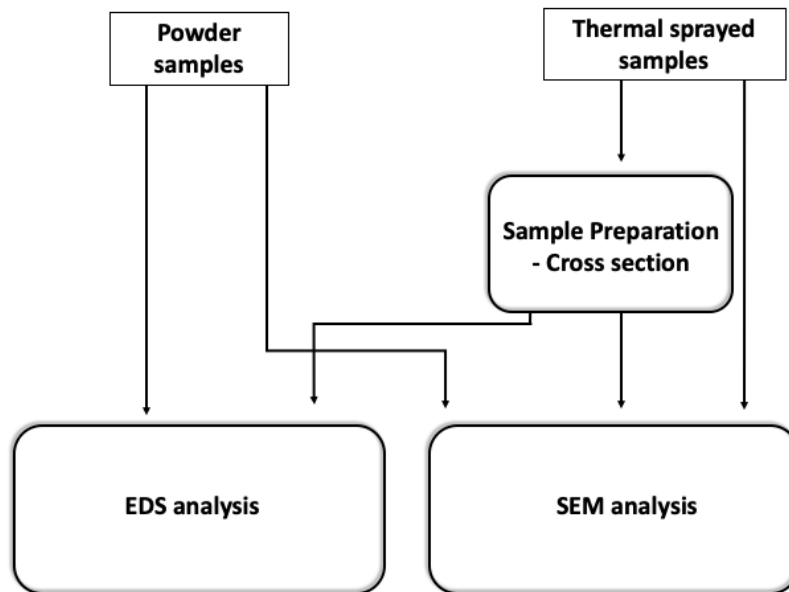 Powder
samples
Thermal sprayed
samples
Sample Preparation
- Cross section
EDS analysis
SEM analysis